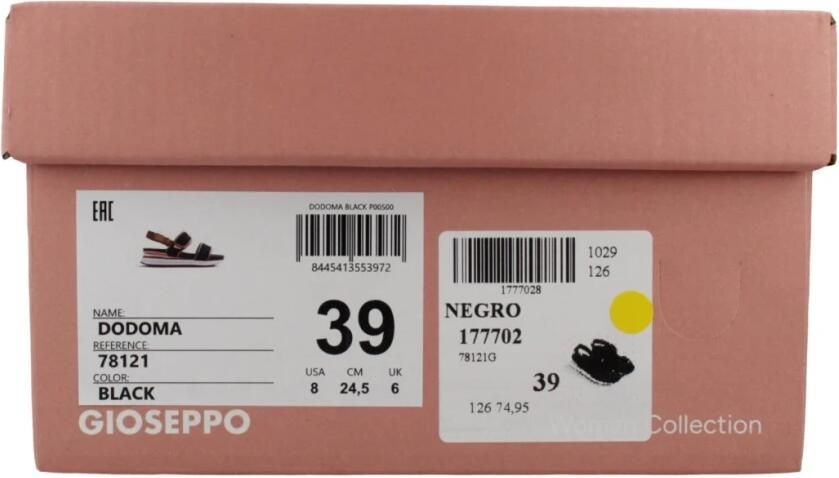 EAC
DODOMA BLACK P00500
8445413553972
NAME:
DODOMA
REFERENCE:
78121
COLOR:
BLACK
39
USA CM UK
8 24,5 6
GIOSEPPO
1777028
1029
126
NEGRO
177702
78121G
39
126 74,95
Women Collection